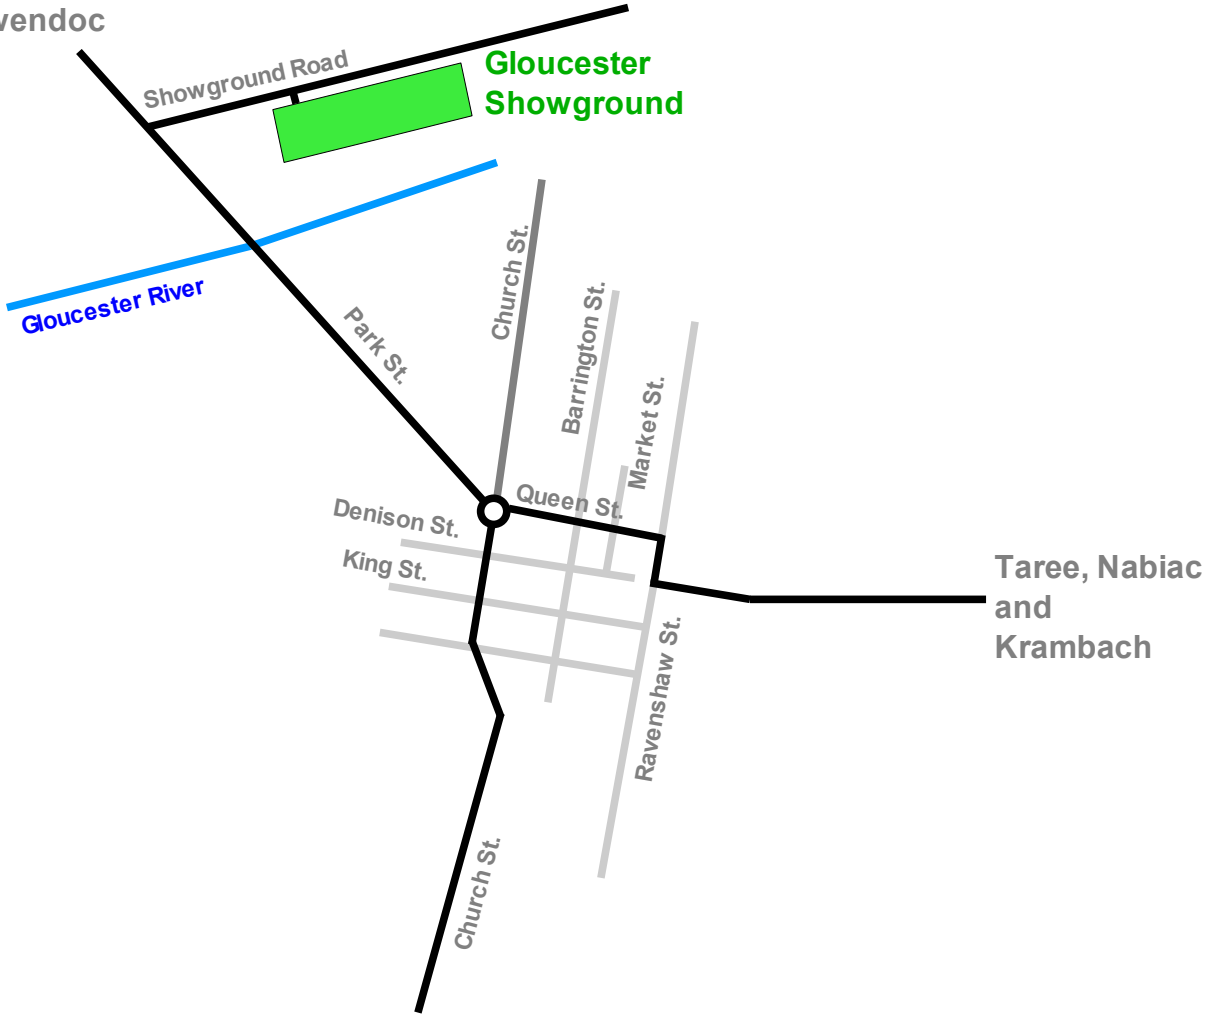 vendoc
Showground Road
Gloucester
Showground
Gloucester River
Park St.
Church St.
Barrington St.
Market St.
Queen St.
Denison St.
King St.
Taree, Nabiac
and
Krambach
Ravenshaw St.
Church St.